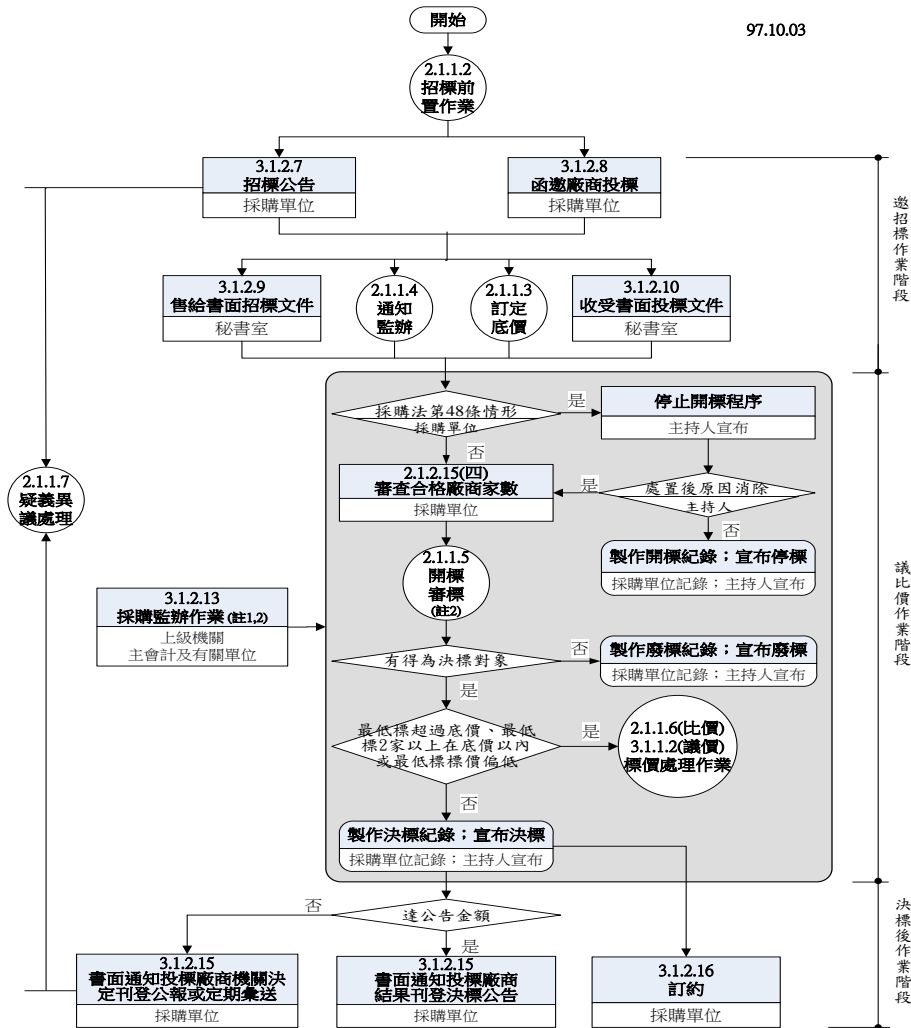 開始
97.10.03
2.1.1.2
招標前
置作業
3.1.2.7
招標公告
採購單位
3.1.2.8
函邀廠商投標
採購單位
邀招標作業階段
3.1.2.9
售給書面招標文件
秘書室
2.1.1.4
通知
監辦
2.1.1.3
訂定
底價
3.1.2.10
收受書面投標文件
秘書室
採購法第48條情形
採購單位
是
停止開標程序
主持人宣布
否
2.1.1.7
疑義異
議處理
2.1.2.15(四)
審查合格廠商家數
採購單位
是
處置後原因消除
主持人
否
製作開標紀錄；宣布停標
採購單位記錄；主持人宣布
2.1.1.5
開標
審標
(註2)
議比價作業階段
3.1.2.13
採購監辦作業(註1,2)
上級機關
主會計及有關單位
有得為決標對象
否
製作廢標紀錄；宣布廢標
採購單位記錄；主持人宣布
是
最低標超過底價、最低
標2家以上在底價以內
或最低標標價偏低
是
2.1.1.6(比價)
3.1.1.2(議價)
標價處理作業
否
製作決標紀錄；宣布決標
採購單位記錄；主持人宣布
否
達公告金額
是
決標後作業階段
3.1.2.15
書面通知投標廠商機關決
定刊登公報或定期彙送
採購單位
3.1.2.15
書面通知投標廠商
結果刊登決標公告
採購單位
3.1.2.16
訂約
採購單位